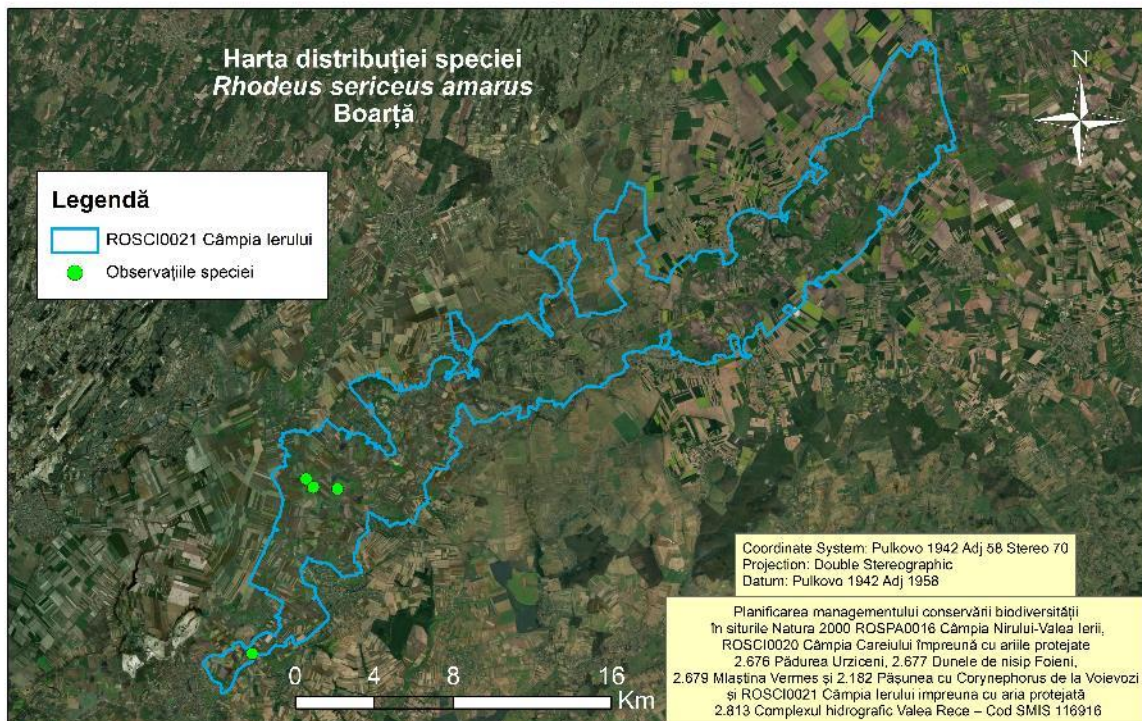 Harta distribuției speciei
Rhodeus sericeus amarus
Boarță
N
Legendă
ROSCI0021 Câmpia Ierului
Observațiile speciei
Coordinate System: Pulkovo 1942 Adj 58 Stereo 70
Projection: Double Stereographic
Datum: Pulkovo 1942 Adj 1958
Planificarea managementului conservării biodiversității
în siturile Natura 2000 ROSPA0016 Câmpia Nirului-Valea Ierii,
ROSCI0020 Câmpia Careiului împreună cu ariile protejate
2.676 Pădurea Urziceni, 2.677 Dunele de nisip Foieni,
2.679 Mlaștina Vermes și 2.182 Pășunea cu Corynephorus de la Voievozi
și ROSCI0021 Câmpia Ierului impreuna cu aria protejată
2.813 Complexul hidrografic Valea Rece – Cod SMIS 116916
0 4 8 16
Km